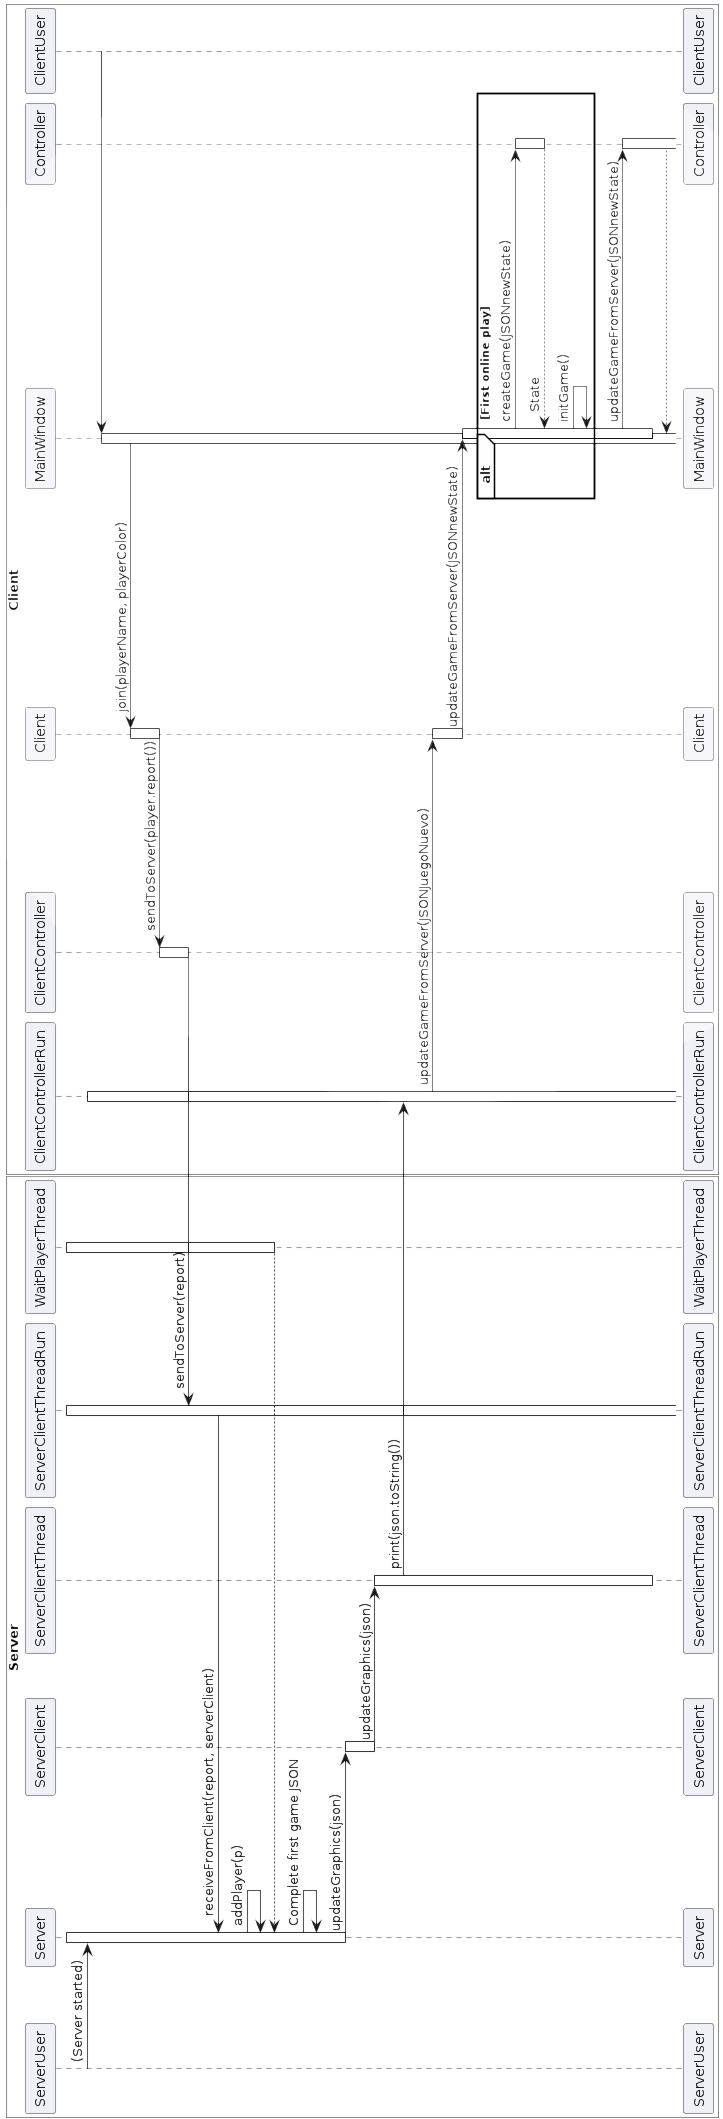 Server
Client
ServerUser
Server
ServerClient
ServerClientThread
ServerClientThreadRun
WaitPlayerThread
ClientControllerRun
ClientController
Client
MainWindow
Controller
ClientUser
(Server started)
join(playerName, playerColor)
sendToServer(player.report())
sendToServer(report)
receiveFromClient(report, serverClient)
addPlayer(p)
Complete first game JSON
updateGraphics(json)
updateGraphics(json)
print(json.toString())
updateGameFromServer(JSONJuegoNuevo)
updateGameFromServer(JSONnewState)
alt
[First online play]
createGame(JSONnewState)
State
initGame()
updateGameFromServer(JSONnewState)
ServerUser
Server
ServerClient
ServerClientThread
ServerClientThreadRun
WaitPlayerThread
ClientControllerRun
ClientController
Client
MainWindow
Controller
ClientUser